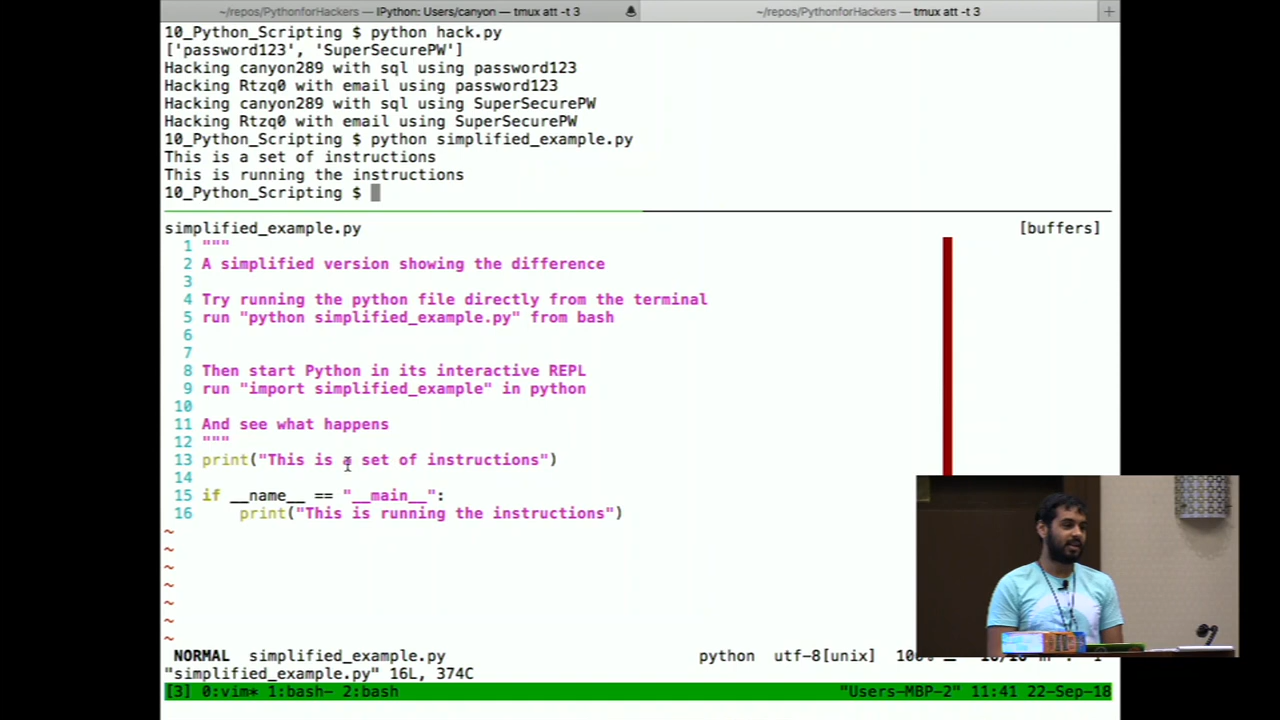 ~/repos/PythonforHackers — IPython: Users/canyon — tmux att -t 3
~/repos/PythonforHackers — tmux att -t 3
10_Python_Scripting $ python hack.py
['password123', 'SuperSecurePW']
Hacking canyon289 with sql using password123
Hacking Rtzq0 with email using password123
Hacking canyon289 with sql using SuperSecurePW
Hacking Rtzq0 with email using SuperSecurePW
10_Python_Scripting $ python simplified_example.py
This is a set of instructions
This is running the instructions
10_Python_Scripting $
simplified_example.py [buffers]
1 """
2 A simplified version showing the difference
3
4 Try running the python file directly from the terminal
5 run "python simplified_example.py" from bash
6
7
8 Then start Python in its interactive REPL
9 run "import simplified_example" in python
10
11 And see what happens
12 """
13 print("This is a set of instructions")
14
15 if __name__ == "__main__":
16     print("This is running the instructions")
~
~
~
~
~
~
~
NORMAL simplified_example.py python utf-8[unix]
"simplified_example.py" 16L, 374C
[3] 0:vim* 1:bash- 2:bash "Users-MBP-2" 11:41 22-Sep-18